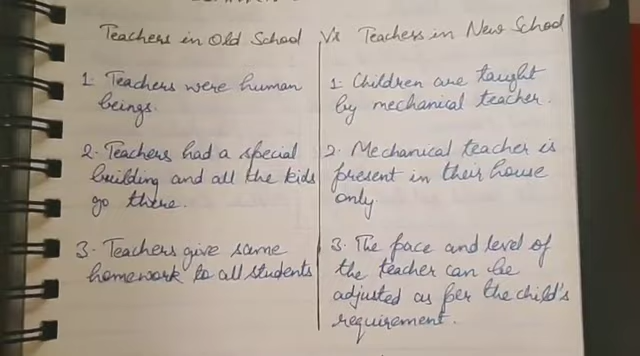 Teachers in Old School Vs Teachers in New School
1. Teachers were human
beings.
2. Teachers had a special
building and all the kids
go there.
3. Teachers give same
homework to all students
1. Children are taught
by mechanical teacher.
2. Mechanical teacher is
present in their house
only.
3. The pace and level of
the teacher can be
adjusted as per the child's
requirement.